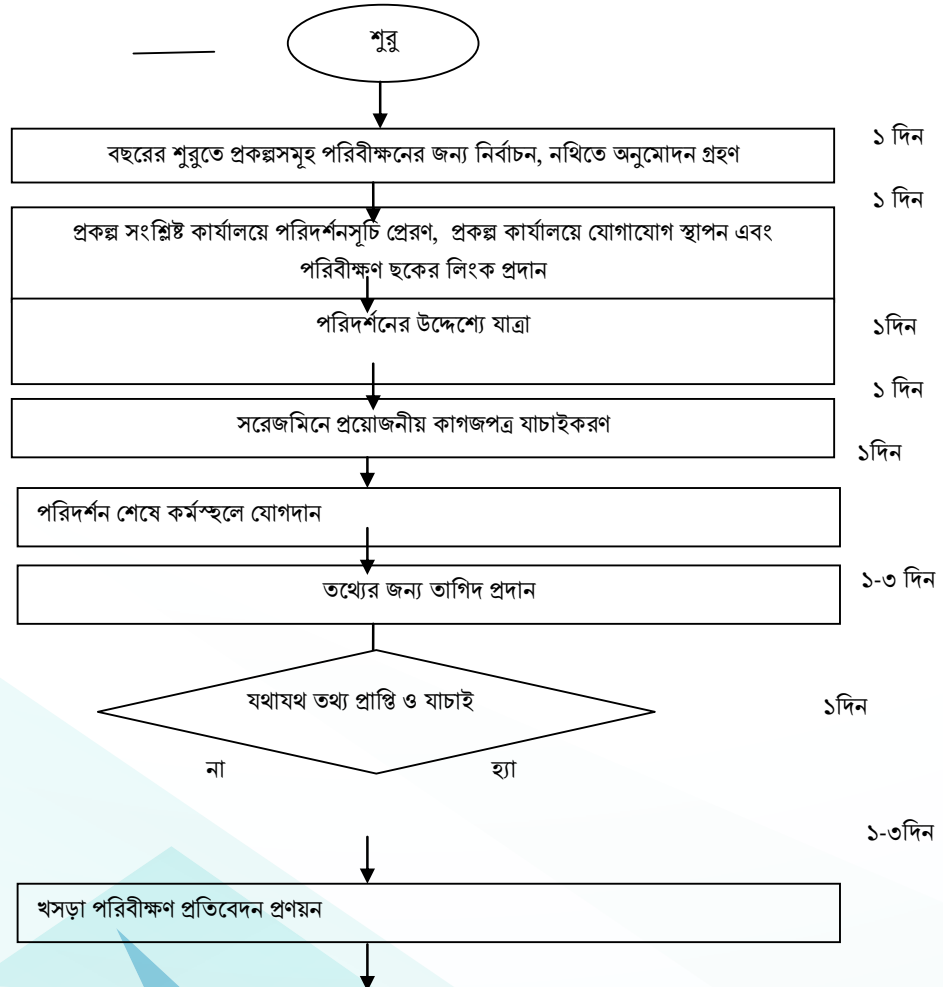 শুরু
১ দিন
বছরের শুরুতে প্রকল্পসমূহ পরিবীক্ষনের জন্য নির্বাচন, নথিতে অনুমোদন গ্রহণ
১ দিন
প্রকল্প সংশ্লিষ্ট কার্যালয়ে পরিদর্শনসূচি প্রেরণ, প্রকল্প কার্যালয়ে যোগাযোগ স্থাপন এবং
পরিবীক্ষণ ছকের লিংক প্রদান
পরিদর্শনের উদ্দেশ্যে যাত্রা
১দিন
১ দিন
সরেজমিনে প্রয়োজনীয় কাগজপত্র যাচাইকরণ
১দিন
পরিদর্শন শেষে কর্মস্হলে যোগদান
১-৩ দিন
তথ্যের জন্য তাগিদ প্রদান
যথাযথ তথ্য প্রাপ্তি ও যাচাই
১দিন
না
হ্যা
১-৩দিন
খসড়া পরিবীক্ষণ প্রতিবেদন প্রণয়ন